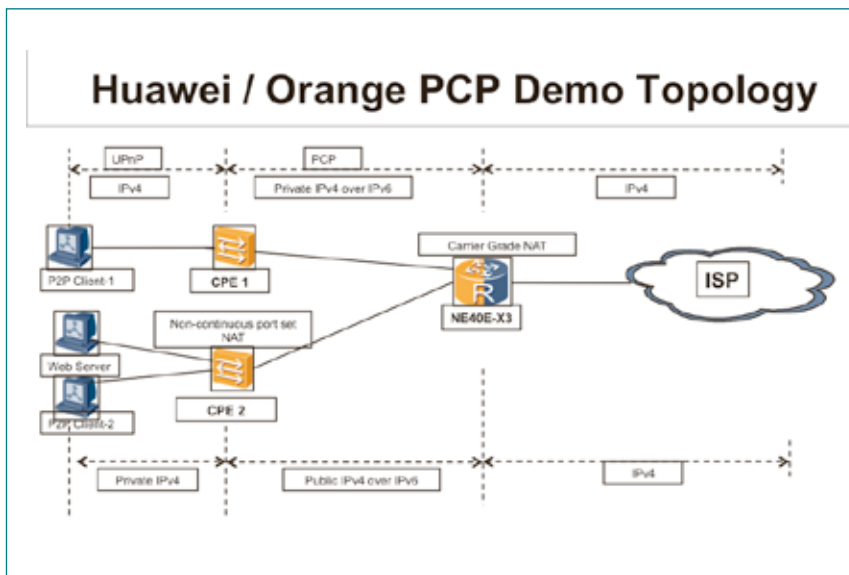 Huawei / Orange PCP Demo Topology
UPnP
PCP
IPv4
Private IPv4 over IPv6
IPv4
P2P Client-1
CPE 1
Carrier Grade NAT
R
NE40E-X3
ISP
Non-continuous port set
NAT
Web Server
P2P Client-2
CPE 2
Private IPv4
Public IPv4 over IPv6
IPv4